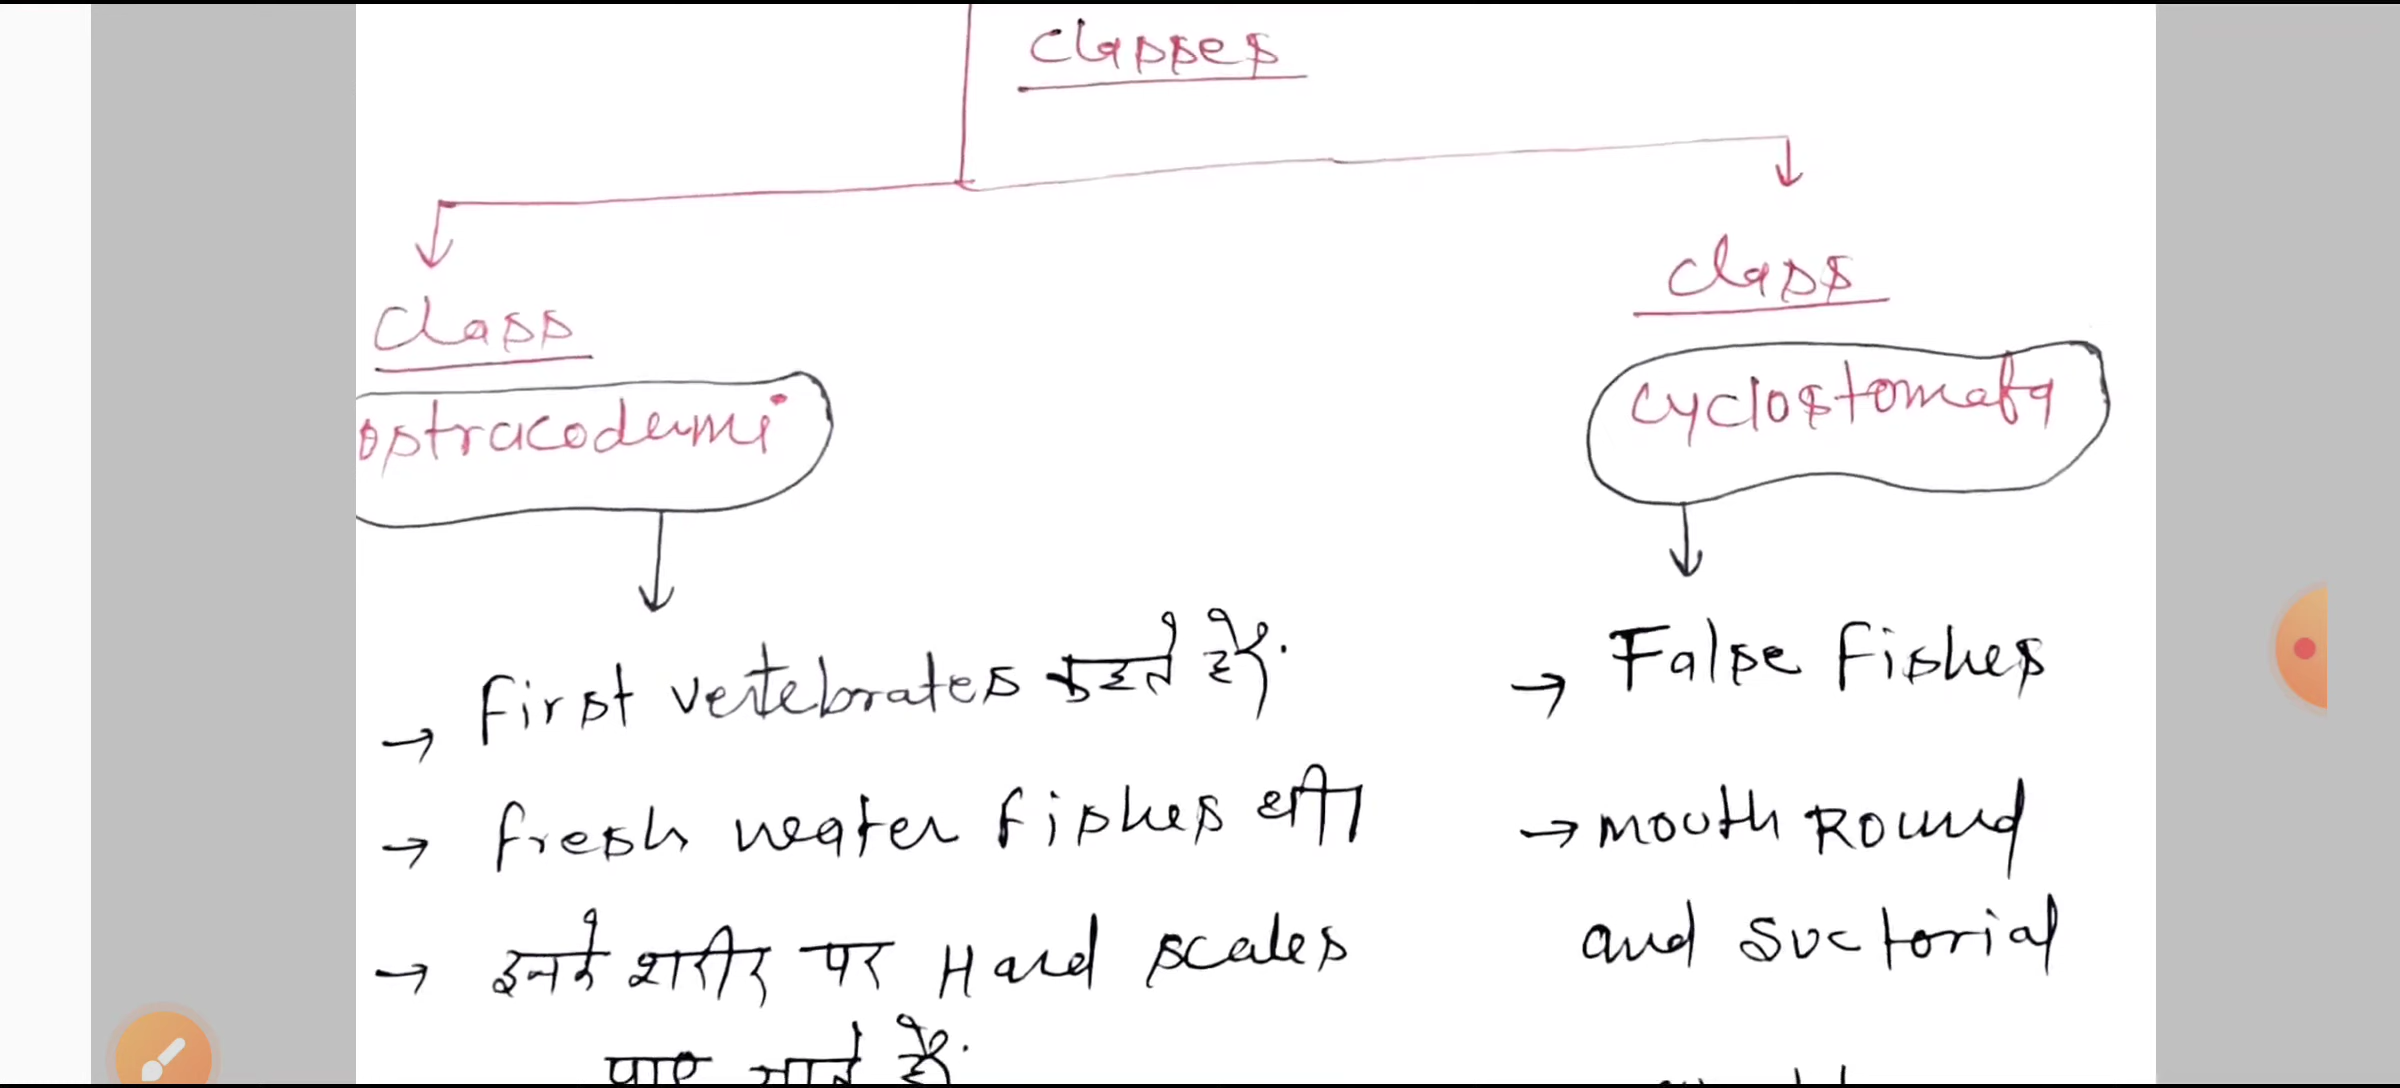 Classes
Class
Ostracodermi
→ First vertebrates कहते हैं.
→ fresh water fishes थी
→ इनके शरीर पर Hard scales
पाए जाते हैं.
Class
Cyclostomata
→ False Fishes
→ Mouth Round
and Suctorial